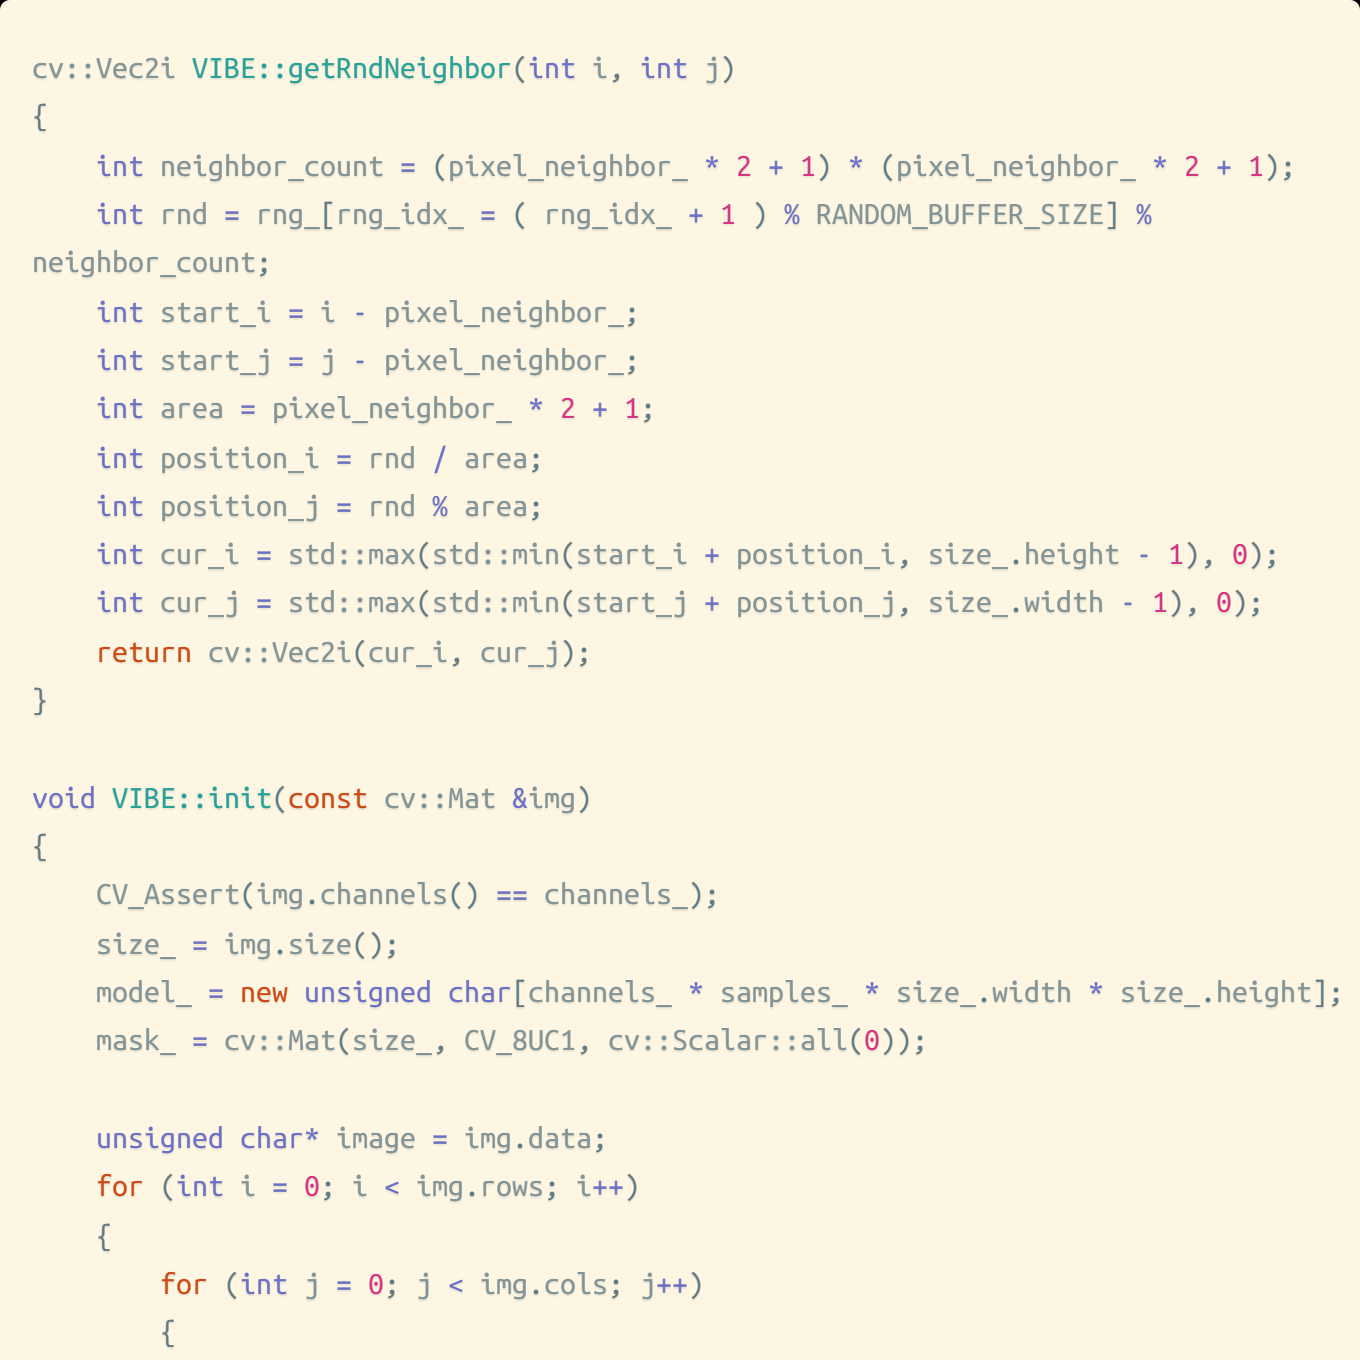 cv::Vec2i VIBE::getRndNeighbor(int i, int j)
{
    int neighbor_count = (pixel_neighbor_ * 2 + 1) * (pixel_neighbor_ * 2 + 1);
    int rnd = rng_[rng_idx_ = ( rng_idx_ + 1 ) % RANDOM_BUFFER_SIZE] %
neighbor_count;
    int start_i = i - pixel_neighbor_;
    int start_j = j - pixel_neighbor_;
    int area = pixel_neighbor_ * 2 + 1;
    int position_i = rnd / area;
    int position_j = rnd % area;
    int cur_i = std::max(std::min(start_i + position_i, size_.height - 1), 0);
    int cur_j = std::max(std::min(start_j + position_j, size_.width - 1), 0);
    return cv::Vec2i(cur_i, cur_j);
}

void VIBE::init(const cv::Mat &img)
{
    CV_Assert(img.channels() == channels_);
    size_ = img.size();
    model_ = new unsigned char[channels_ * samples_ * size_.width * size_.height];
    mask_ = cv::Mat(size_, CV_8UC1, cv::Scalar::all(0));

    unsigned char* image = img.data;
    for (int i = 0; i < img.rows; i++)
    {
        for (int j = 0; j < img.cols; j++)
        {